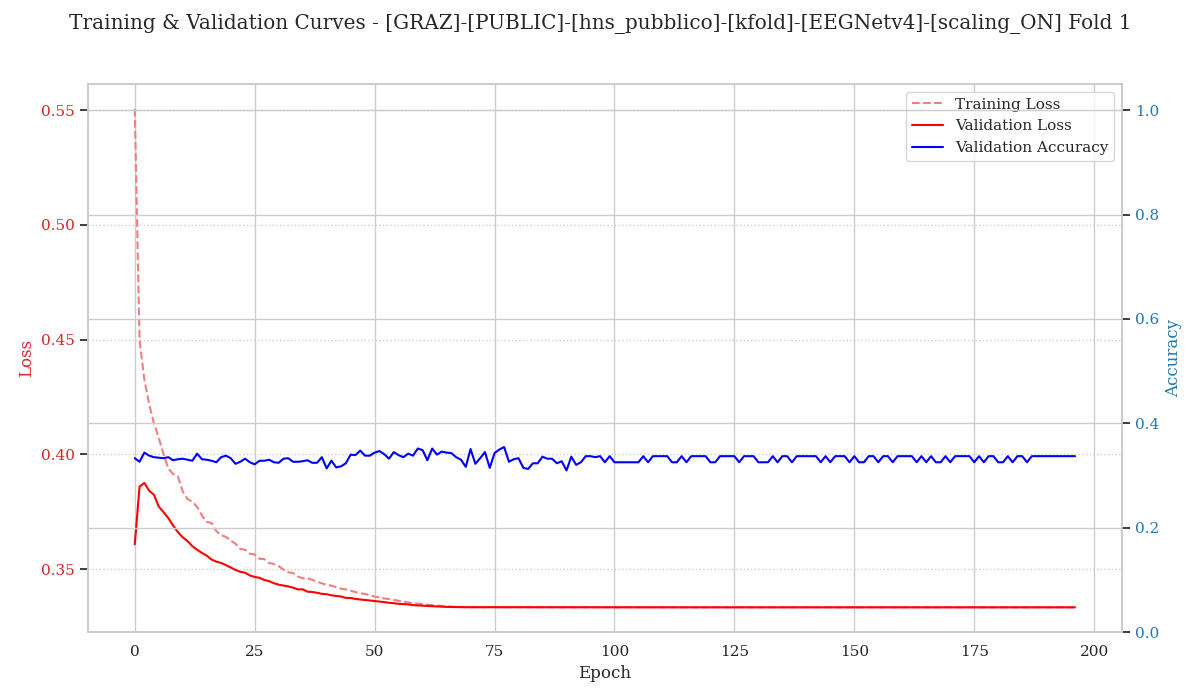 Training & Validation Curves - [GRAZ]-[PUBLIC]-[hns_pubblico]-[kfold]-[EEGNetv4]-[scaling_ON] Fold 1
Training Loss
Validation Loss
Validation Accuracy
0.55
0.50
0.45
0.40
0.35
Loss
1.0
0.8
0.6
0.4
0.2
0.0
Accuracy
0
25
50
75
100
125
150
175
200
Epoch